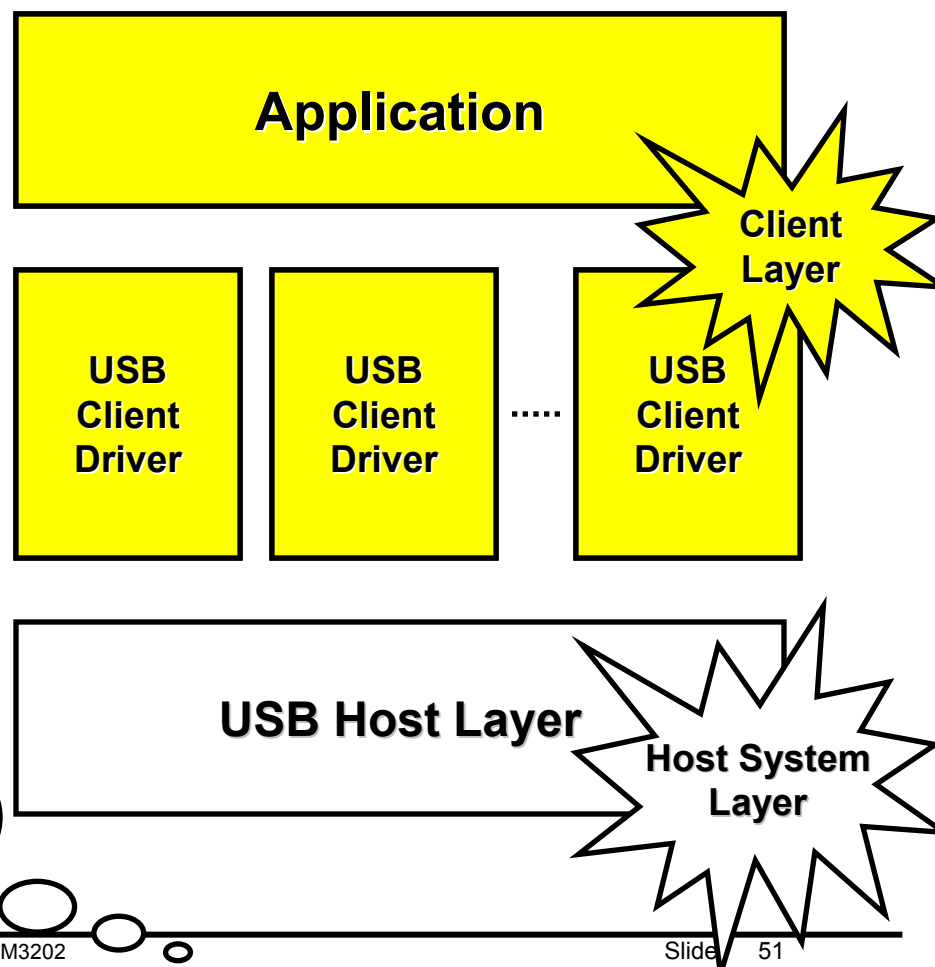 Application
Client
Layer
USB
Client
Driver
USB
Client
Driver
.....
USB
Client
Driver
USB Host Layer
Host System
Layer
M3202
Slide 51